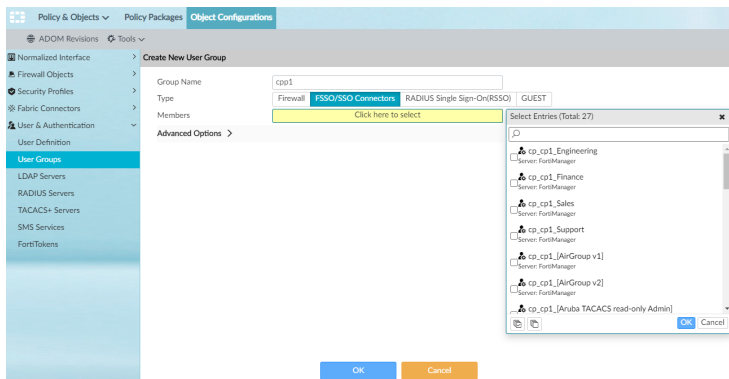 Policy & Objects Policy Packages Object Configurations
ADOM Revisions Tools
Normalized Interface
Firewall Objects
Security Profiles
Fabric Connectors
User & Authentication
User Definition
User Groups
LDAP Servers
RADIUS Servers
TACACS+ Servers
SMS Services
FortiTokens
Create New User Group
Group Name cpp1
Type Firewall FSSO/SSO Connectors RADIUS Single Sign-On(RSSO) GUEST
Members Click here to select
Advanced Options >
Select Entries (Total: 27)
cp_cp1_Engineering
Server: FortiManager
cp_cp1_Finance
Server: FortiManager
cp_cp1_Sales
Server: FortiManager
cp_cp1_Support
Server: FortiManager
cp_cp1_[AirGroup v1]
Server: FortiManager
cp_cp1_[AirGroup v2]
Server: FortiManager
cp_cp1_[Aruba TACACS read-only Admin]
OK Cancel
OK Cancel